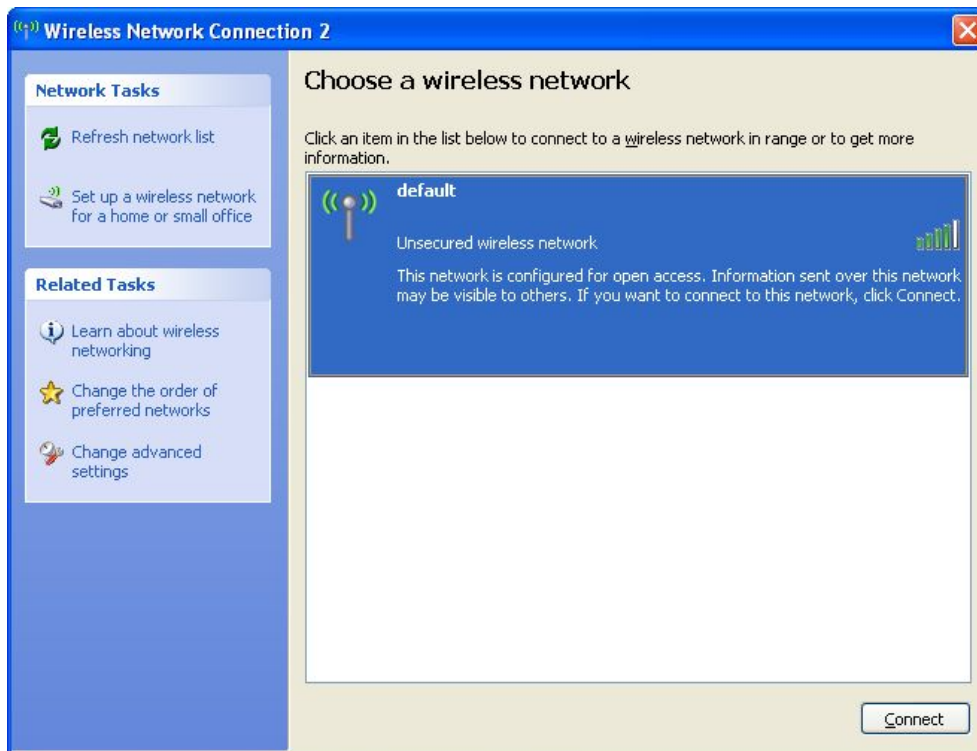 Wireless Network Connection 2
Network Tasks
Refresh network list
Set up a wireless network
for a home or small office
Related Tasks
Learn about wireless
networking
Change the order of
preferred networks
Change advanced
settings
Choose a wireless network
Click an item in the list below to connect to a wireless network in range or to get more
information.
default
Unsecured wireless network
This network is configured for open access. Information sent over this network
may be visible to others. If you want to connect to this network, click Connect.
Connect